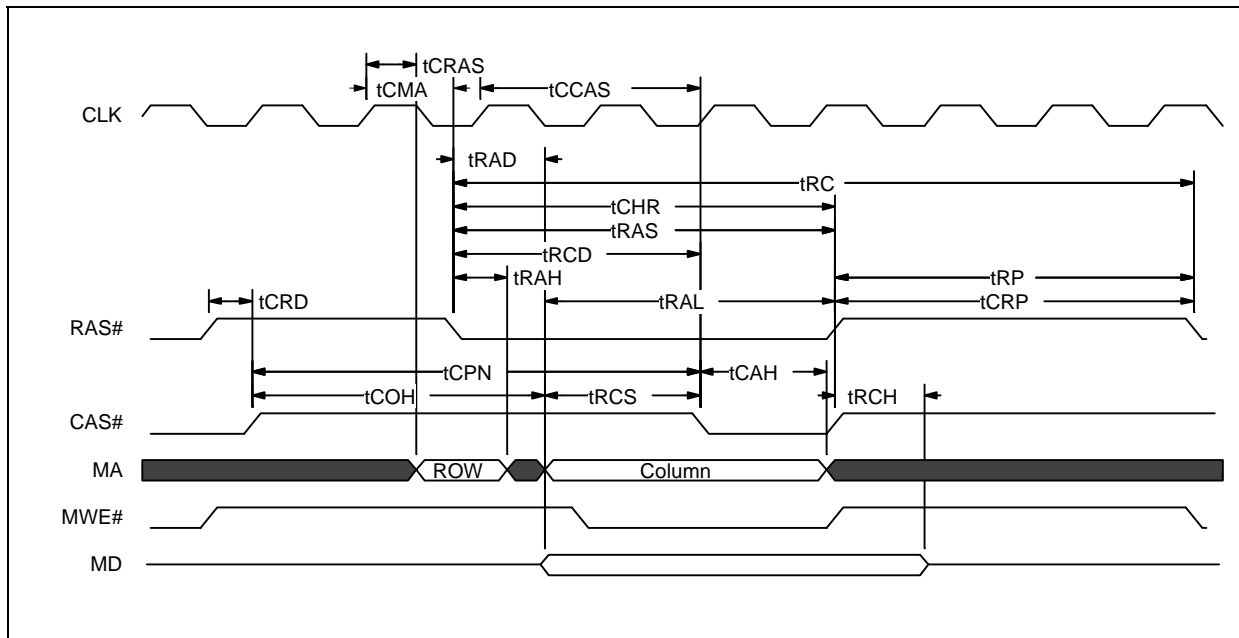 tCRAS
tCMA
tCCAS
CLK
tRAD
tRC
tCHR
tRAS
tRCD
tRAH
tRP
tCRD
tRAL
tCRP
RAS#
tCPN
tCAH
tCOH
tRCS
tRCH
CAS#
MA
ROW
Column
MWE#
MD